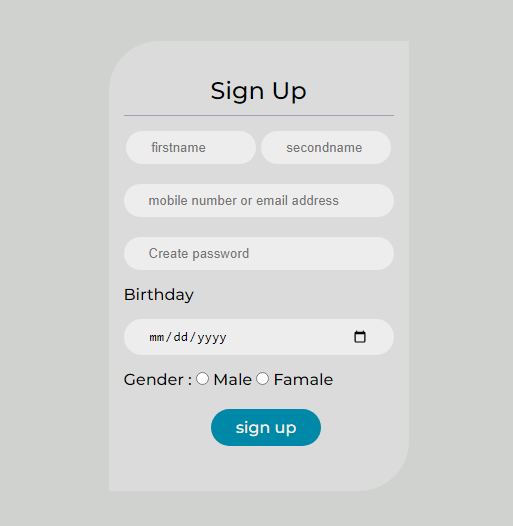 Sign Up
firstname secondname
mobile number or email address
Create password
Birthday
mm/dd/yyyy
Gender : Male Famale
sign up